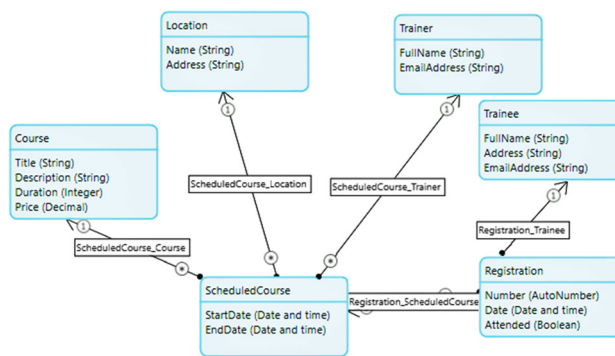 Location
Name (String)
Address (String)
Trainer
FullName (String)
EmailAddress (String)
Trainee
FullName (String)
Address (String)
EmailAddress (String)
Course
Title (String)
Description (String)
Duration (Integer)
Price (Decimal)
1
1
1
1
ScheduledCourse_Location
ScheduledCourse_Trainer
Registration_Trainee
ScheduledCourse_Course
*
*
*
ScheduledCourse
StartDate (Date and time)
EndDate (Date and time)
Registration_ScheduledCourse
Registration
Number (AutoNumber)
Date (Date and time)
Attended (Boolean)